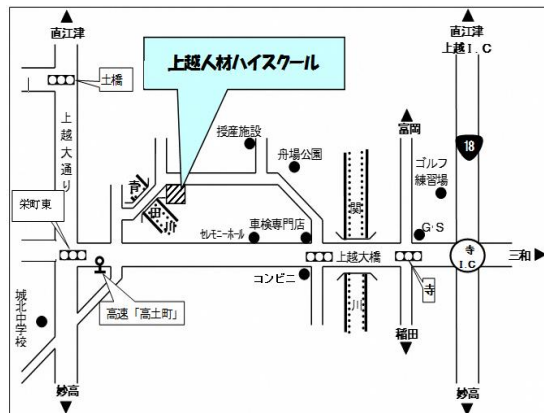 直江津
直江津
上越I.C
上越人材ハイスクール
土橋
上越大通り
授産施設
舟場公園
富岡
18
ゴルフ
練習場
栄町東
関
川
セレモニーホール
車検専門店
G・S
上越大橋
寺
I.C
三和
コンビニ
寺
高速「高土町」
城北中学校
稲田
妙高
妙高